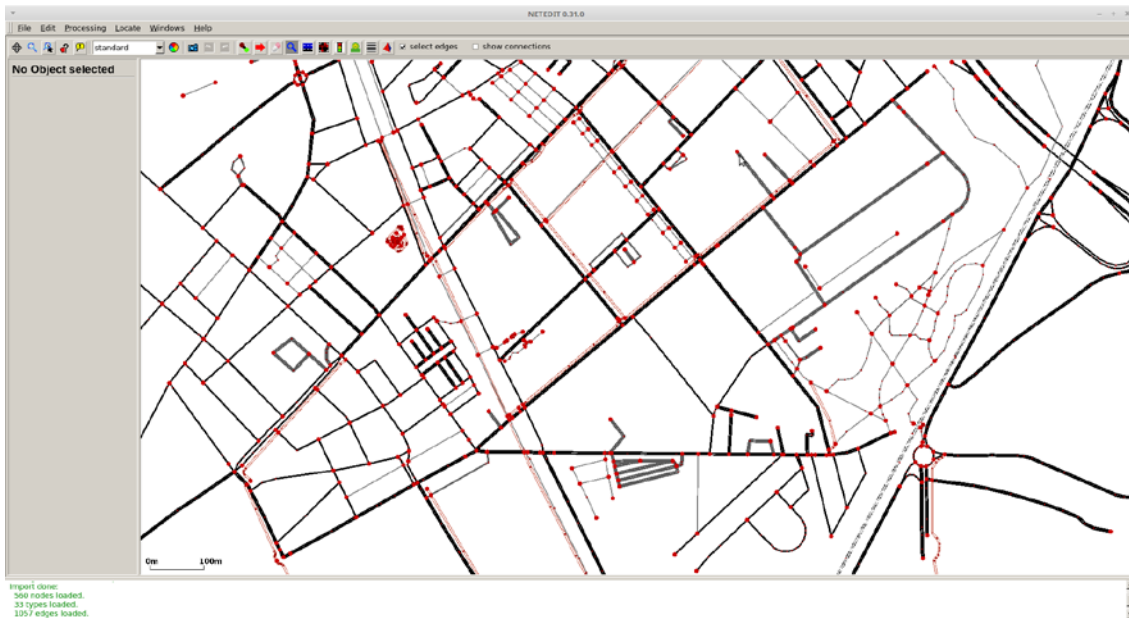 NETEDIT 0.31.0
File Edit Processing Locate Windows Help
standard select edges show connections
No Object selected
0m 100m
Import done:
560 nodes loaded.
33 types loaded.
1057 edges loaded.